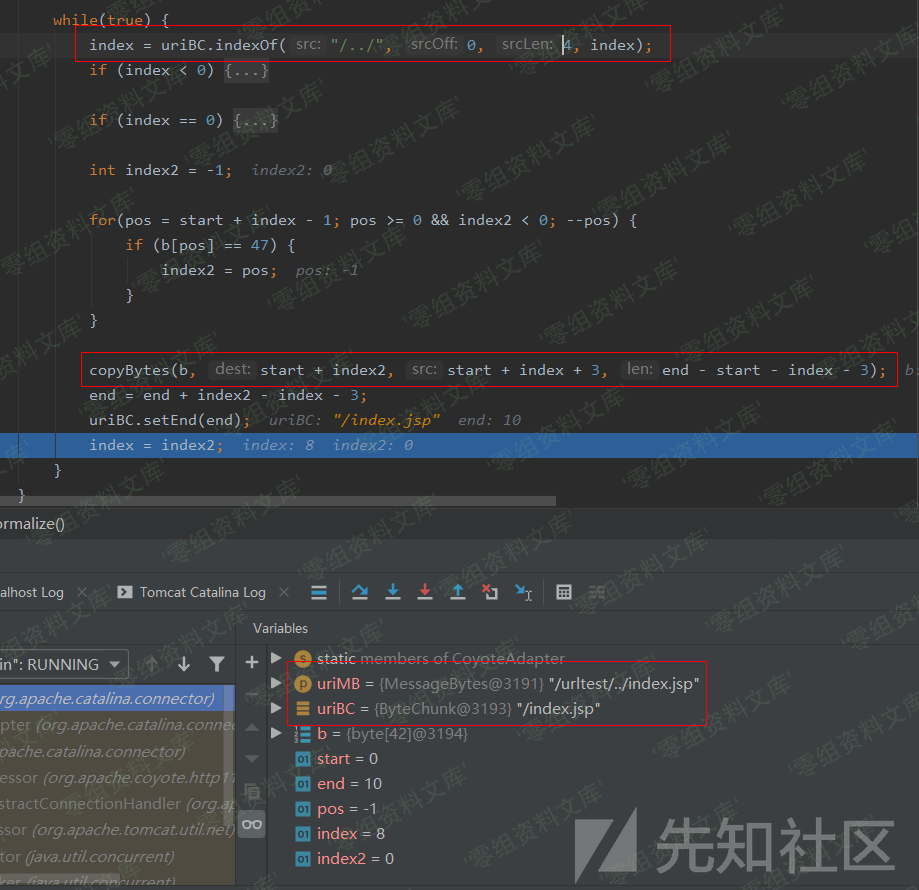 while(true) {
index = uriBC.indexOf( src: "/../", srcOff: 0, srcLen: 4, index);
if (index < 0) {...}
if (index == 0) {...}
int index2 = -1; index2: 0
for(pos = start + index - 1; pos >= 0 && index2 < 0; --pos) {
if (b[pos] == 47) {
index2 = pos; pos: -1
}
}
copyBytes(b, dest: start + index2, src: start + index + 3, len: end - start - index - 3); b:
end = end + index2 - index - 3;
uriBC.setEnd(end); uriBC: "/index.jsp" end: 10
index = index2; index: 8 index2: 0
}
}
ormalize()
alhost Log × Tomcat Catalina Log ×
Variables
in": RUNNING
static members of CoyoteAdapter
uriMB = {MessageBytes@3191} "/urltest/../index.jsp"
rg.apache.catalina.connector)
uriBC = {ByteChunk@3193} "/index.jsp"
pter (org.apache.catalina.connec
b = {byte[42]@3194}
pache.catalina.connector)
start = 0
essor (org.apache.coyote.http11
end = 10
stractConnectionHandler (org.ap
pos = -1
ssor (org.apache.tomcat.util.net)
index = 8
tor (java.util.concurrent)
index2 = 0
ker (java.util.concurrent)
先知社区
'零组资料文库'